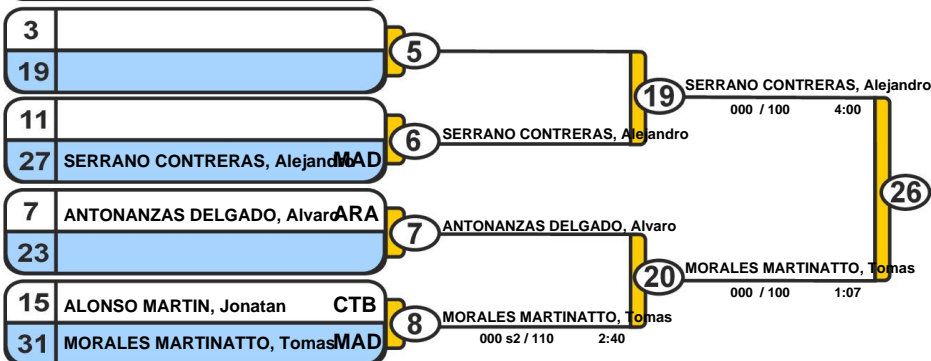 3
19
5
11
27 SERRANO CONTRERAS, Alejandro MAD
6 SERRANO CONTRERAS, Alejandro
19 SERRANO CONTRERAS, Alejandro
000 / 100 4:00
7 ANTONANZAS DELGADO, Alvaro ARA
23
7 ANTONANZAS DELGADO, Alvaro
15 ALONSO MARTIN, Jonatan CTB
31 MORALES MARTINATTO, Tomas MAD
8 MORALES MARTINATTO, Tomas
000 s2 / 110 2:40
20 MORALES MARTINATTO, Tomas
000 / 100 1:07
26